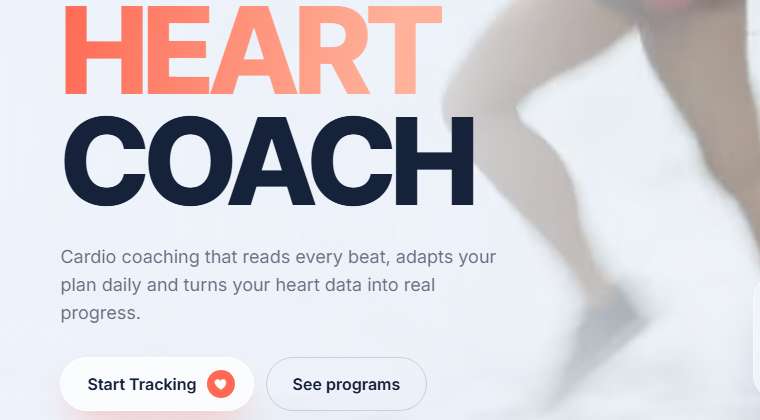 HEART
COACH
Cardio coaching that reads every beat, adapts your
plan daily and turns your heart data into real
progress.
Start Tracking
See programs